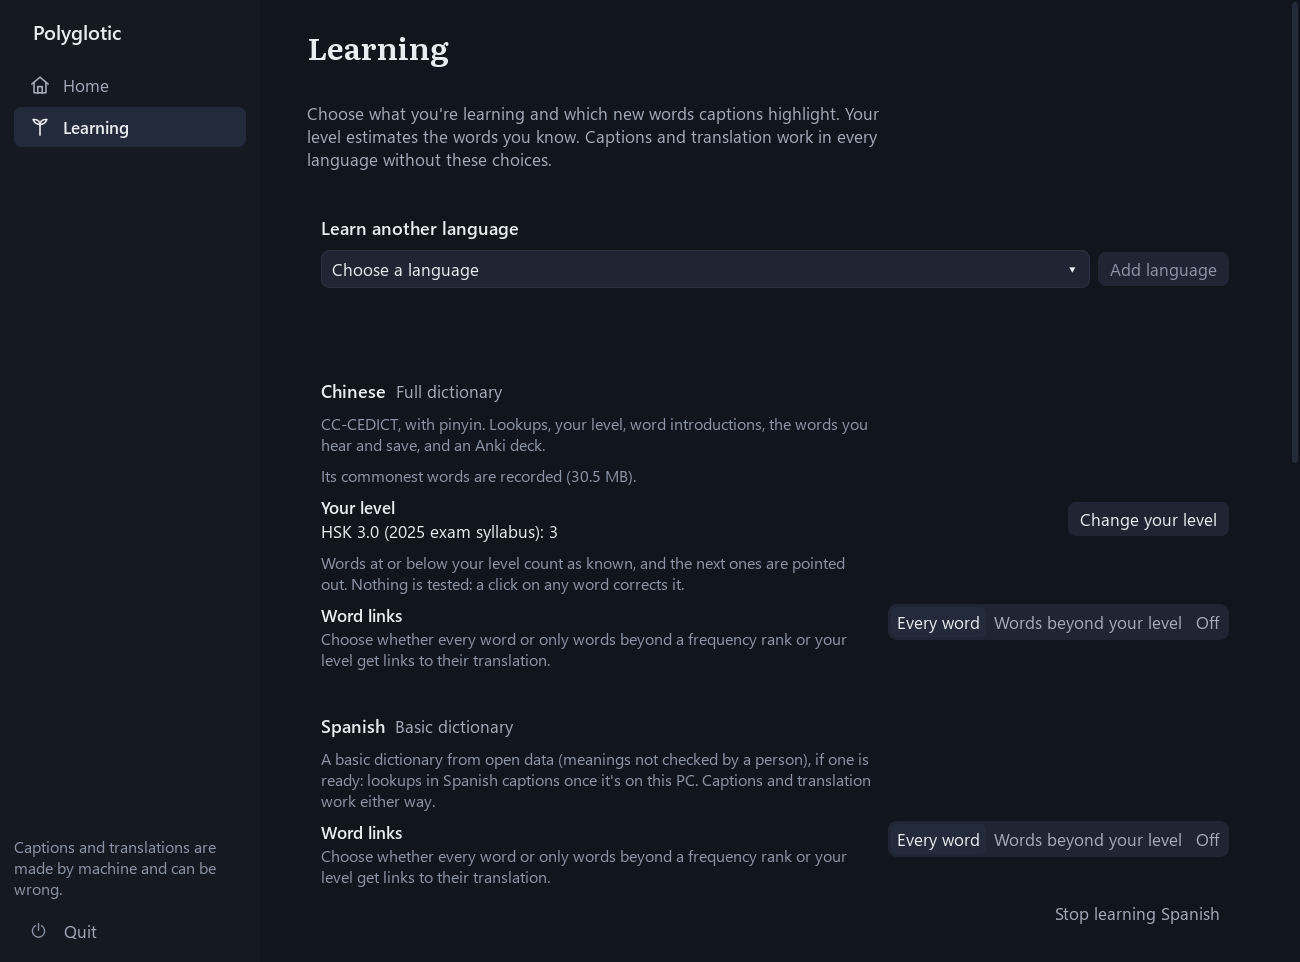 Polyglotic
Home
Learning
Captions and translations are
made by machine and can be
wrong.
Quit
Learning
Choose what you're learning and which new words captions highlight. Your
level estimates the words you know. Captions and translation work in every
language without these choices.
Learn another language
Choose a language
Add language
Chinese Full dictionary
CC-CEDICT, with pinyin. Lookups, your level, word introductions, the words you
hear and save, and an Anki deck.
Its commonest words are recorded (30.5 MB).
Your level
HSK 3.0 (2025 exam syllabus): 3
Change your level
Words at or below your level count as known, and the next ones are pointed
out. Nothing is tested: a click on any word corrects it.
Word links
Choose whether every word or only words beyond a frequency rank or your
level get links to their translation.
Every word Words beyond your level Off
Spanish Basic dictionary
A basic dictionary from open data (meanings not checked by a person), if one is
ready: lookups in Spanish captions once it's on this PC. Captions and translation
work either way.
Word links
Choose whether every word or only words beyond a frequency rank or your
level get links to their translation.
Every word Words beyond your level Off
Stop learning Spanish